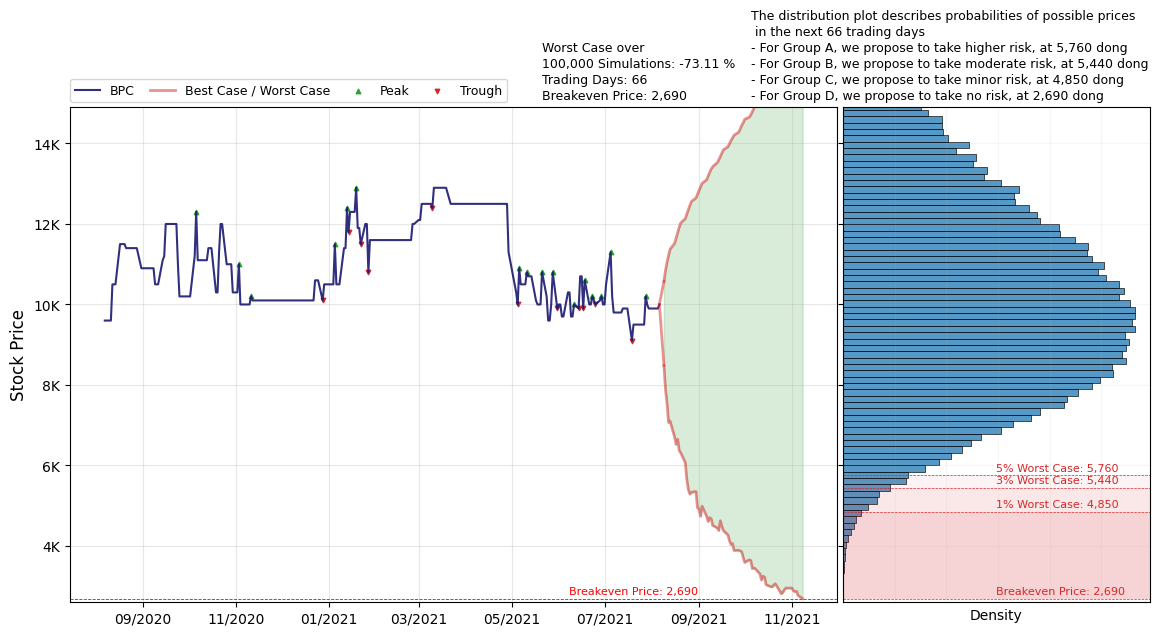 The distribution plot describes probabilities of possible prices
in the next 66 trading days
- For Group A, we propose to take higher risk, at 5,760 dong
- For Group B, we propose to take moderate risk, at 5,440 dong
- For Group C, we propose to take minor risk, at 4,850 dong
- For Group D, we propose to take no risk, at 2,690 dong
Worst Case over
100,000 Simulations: -73.11 %
Trading Days: 66
Breakeven Price: 2,690
BPC
Best Case / Worst Case
Peak
Trough
Stock Price
14K
12K
10K
8K
6K
4K
Breakeven Price: 2,690
09/2020
11/2020
01/2021
03/2021
05/2021
07/2021
09/2021
11/2021
5% Worst Case: 5,760
3% Worst Case: 5,440
1% Worst Case: 4,850
Breakeven Price: 2,690
Density